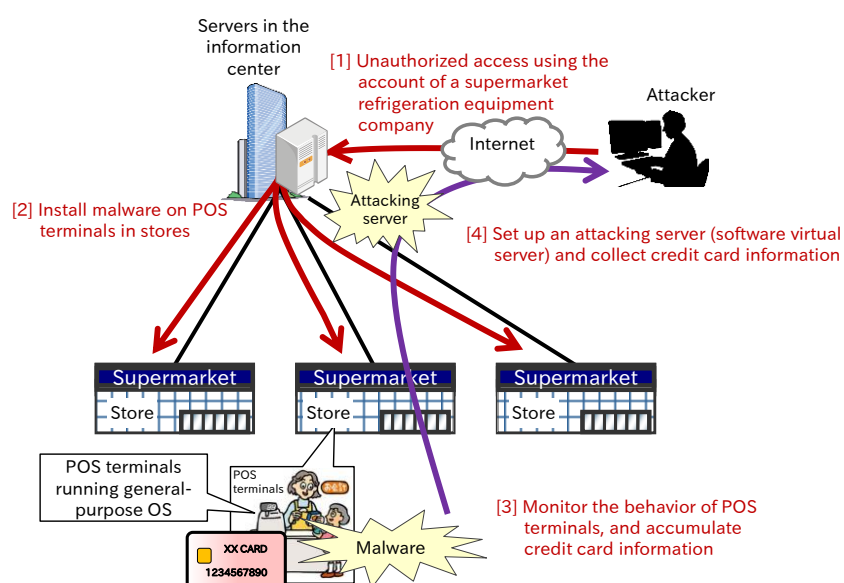 Servers in the
information
center
[1] Unauthorized access using the
account of a supermarket
refrigeration equipment
company
Attacker
Internet
Attacking
server
[2] Install malware on POS
terminals in stores
[4] Set up an attacking server (software virtual
server) and collect credit card information
Supermarket
Store
Supermarket
Store
Supermarket
Store
POS terminals
running general-
purpose OS
POS
terminals
[3] Monitor the behavior of POS
terminals, and accumulate
credit card information
Malware
XX CARD
1234567890